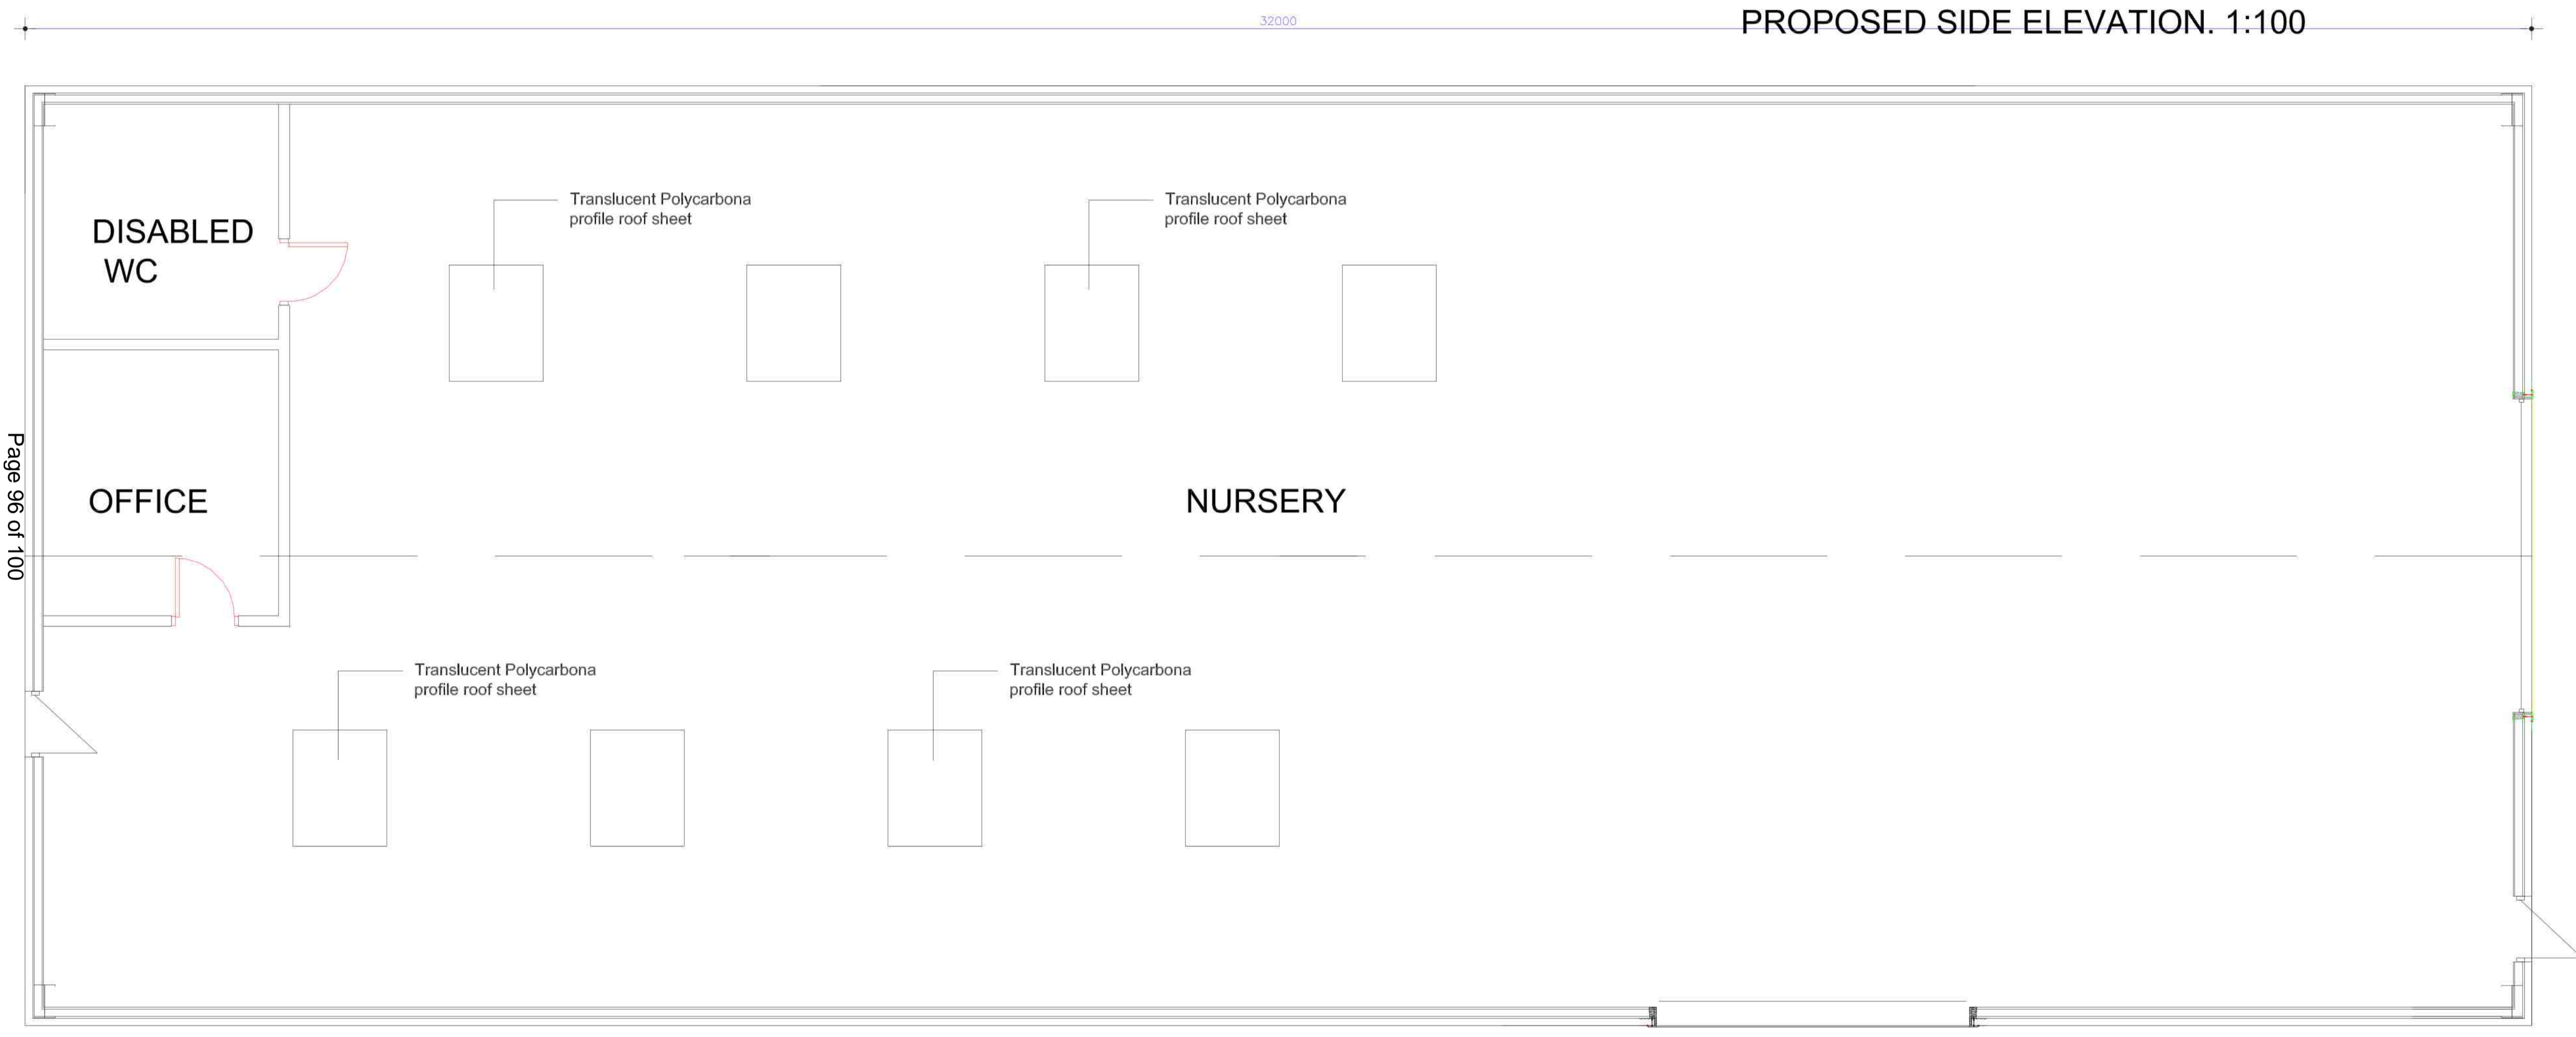 32000
PROPOSED SIDE ELEVATION. 1:100
Translucent Polycarbona
profile roof sheet
Translucent Polycarbona
profile roof sheet
DISABLED
WC
OFFICE
NURSERY
Page 96 of 100
Translucent Polycarbona
profile roof sheet
Translucent Polycarbona
profile roof sheet